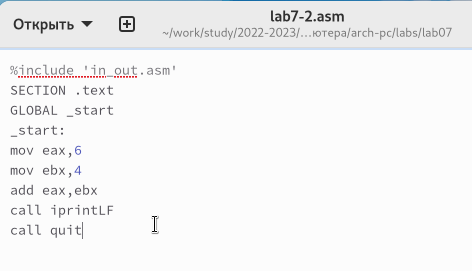 Открыть
lab7-2.asm
~/work/study/2022-2023/...ютера/arch-pc/labs/lab07
%include 'in_out.asm'
SECTION .text
GLOBAL _start
_start:
mov eax,6
mov ebx,4
add eax,ebx
call iprintLF
call quit